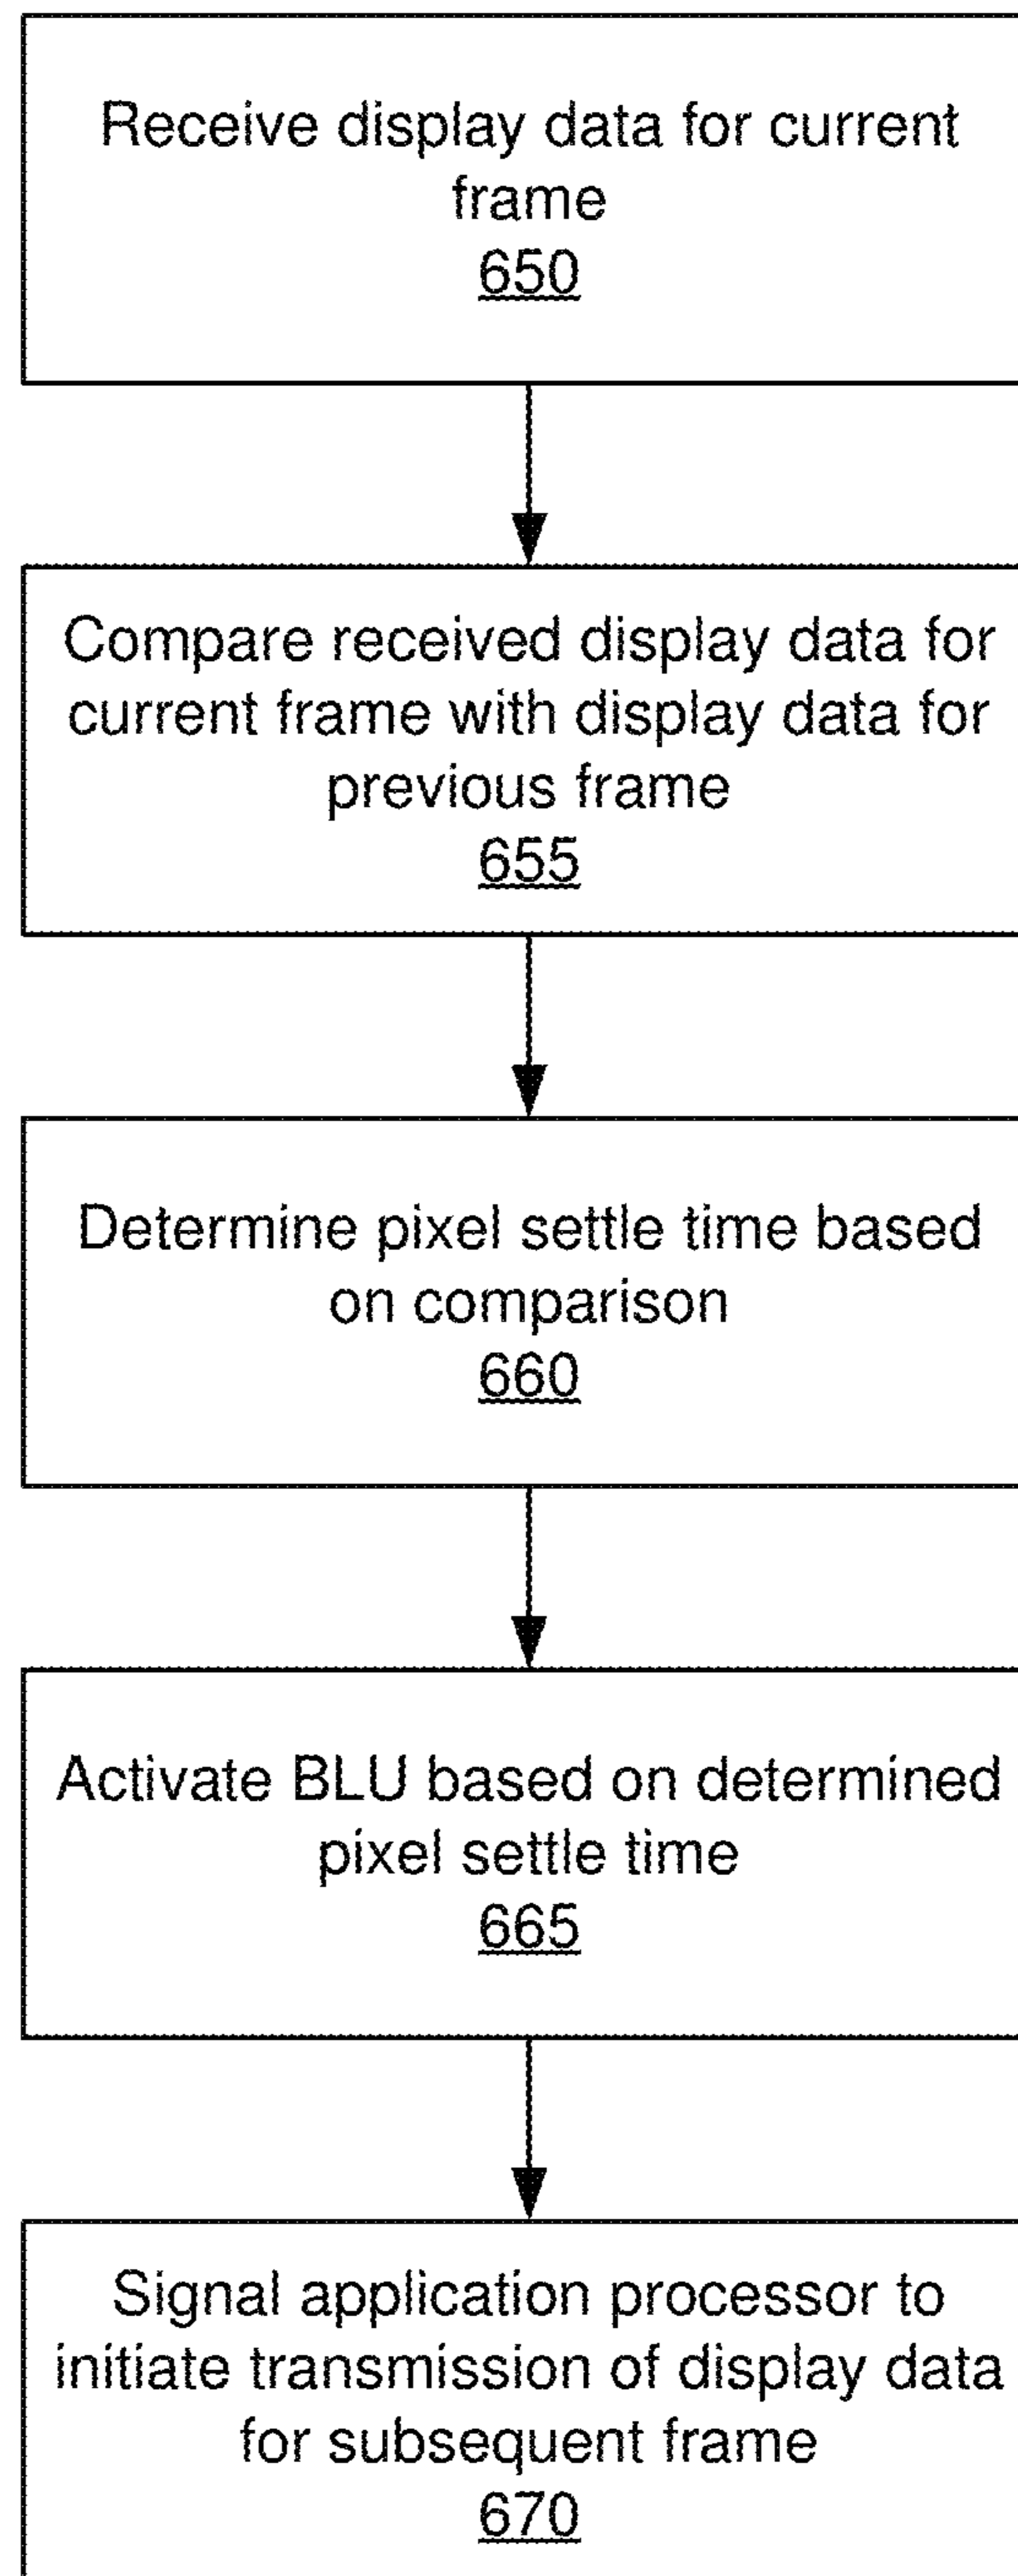 Receive display data for current
frame
650
Compare received display data for
current frame with display data for
previous frame
655
Determine pixel settle time based
on comparison
660
Activate BLU based on determined
pixel settle time
665
Signal application processor to
initiate transmission of display data
for subsequent frame
670